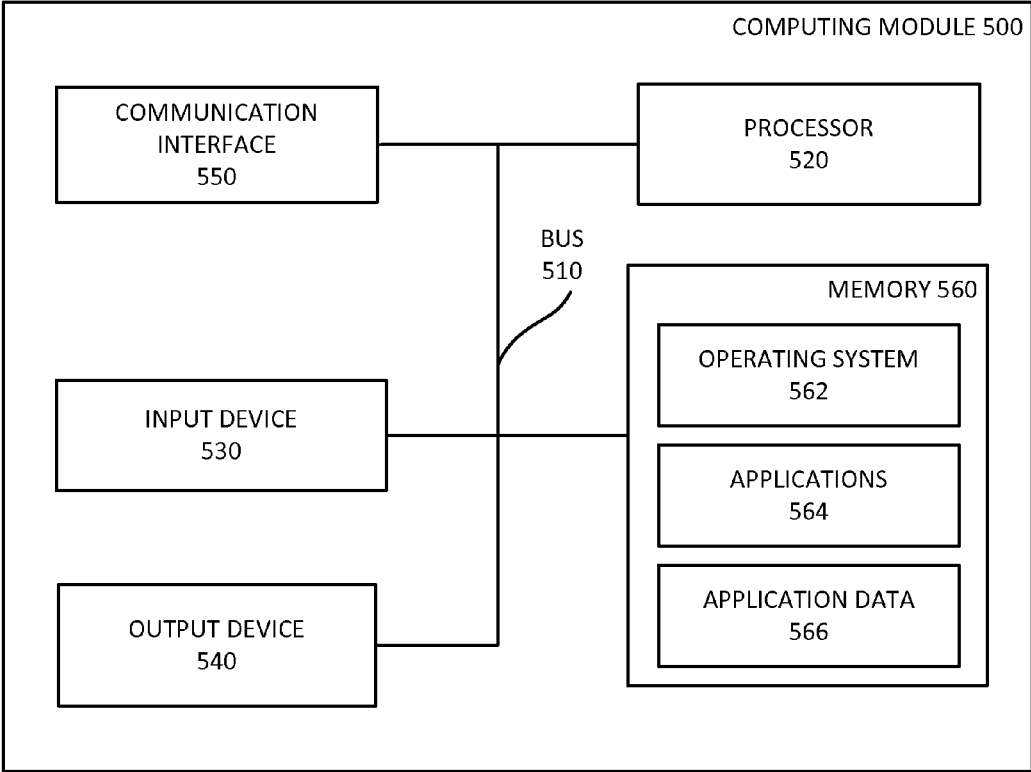 COMPUTING MODULE 500
COMMUNICATION
INTERFACE
550
PROCESSOR
520
BUS
510
MEMORY 560
OPERATING SYSTEM
562
INPUT DEVICE
530
APPLICATIONS
564
OUTPUT DEVICE
540
APPLICATION DATA
566